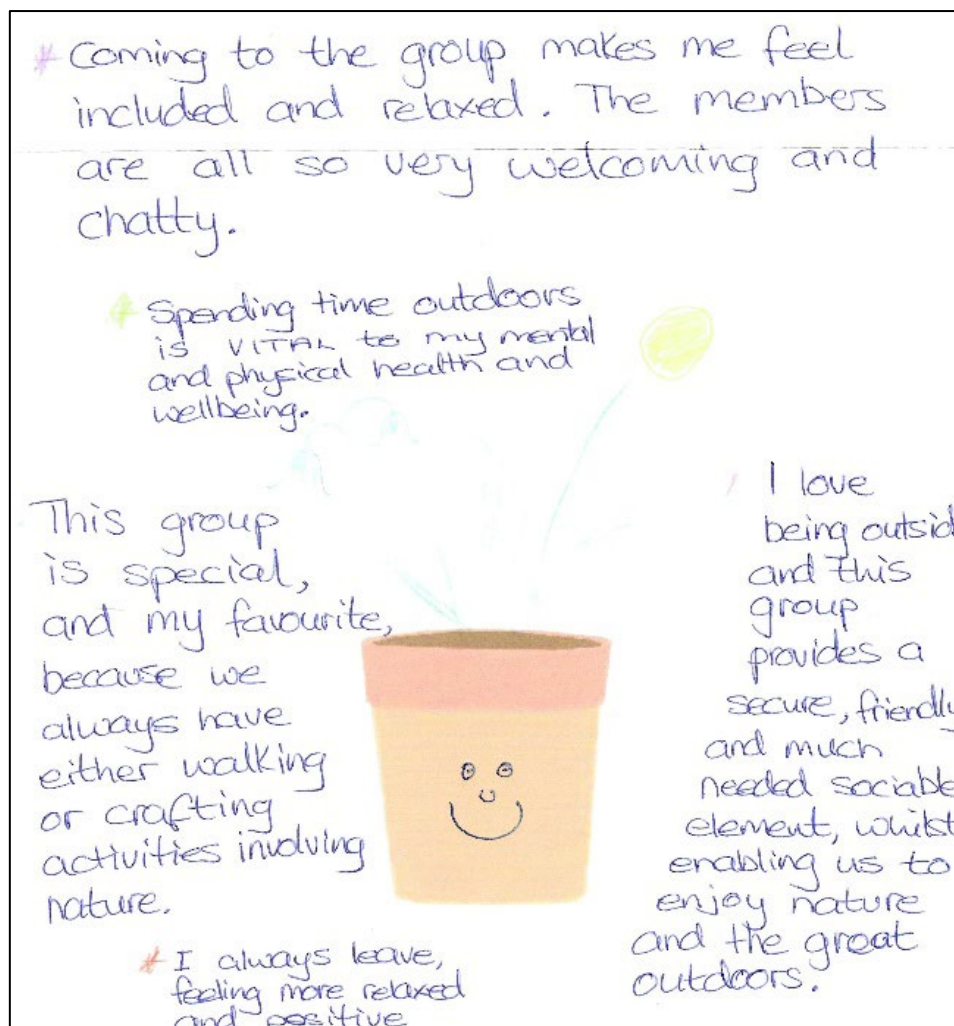 * Coming to the group makes me feel
included and relaxed. The members
are all so very welcoming and
chatty.
* Spending time outdoors
is VITAL to my mental
and physical health and
wellbeing.
This group
is special,
and my favourite,
because we
always have
either walking
or crafting
activities involving
nature.
I love
being outsid
and this
group
provides a
secure, friendly
and much
needed sociable
element, whilst
enabling us to
enjoy nature
and the great
outdoors.
* I always leave,
feeling more relaxed
and positive